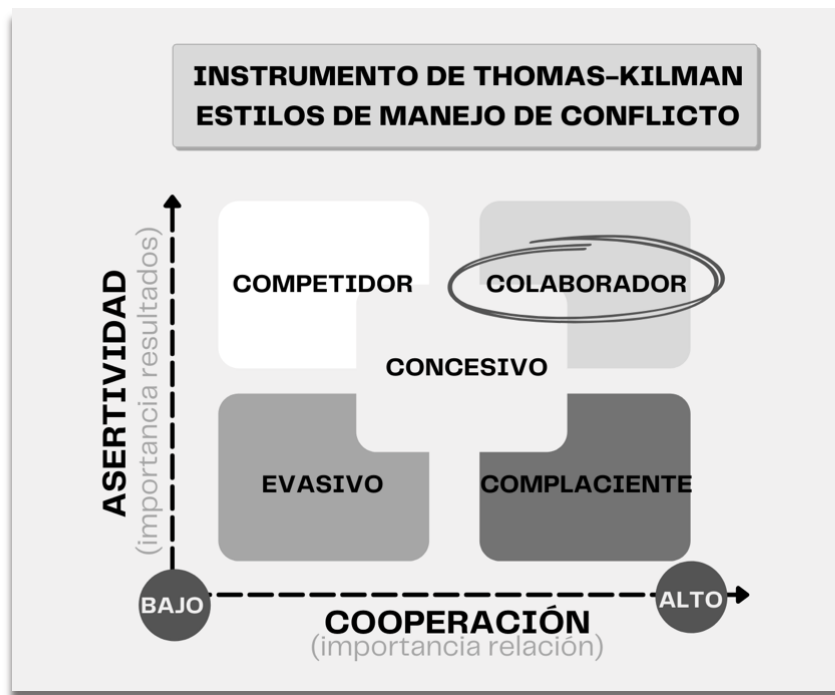 INSTRUMENTO DE THOMAS-KILMAN
ESTILOS DE MANEJO DE CONFLICTO
ASERTIVIDAD
(importancia resultados)
COMPETIDOR
COLABORADOR
CONCESIVO
EVASIVO
COMPLACIENTE
BAJO
ALTO
COOPERACIÓN
(importancia relación)